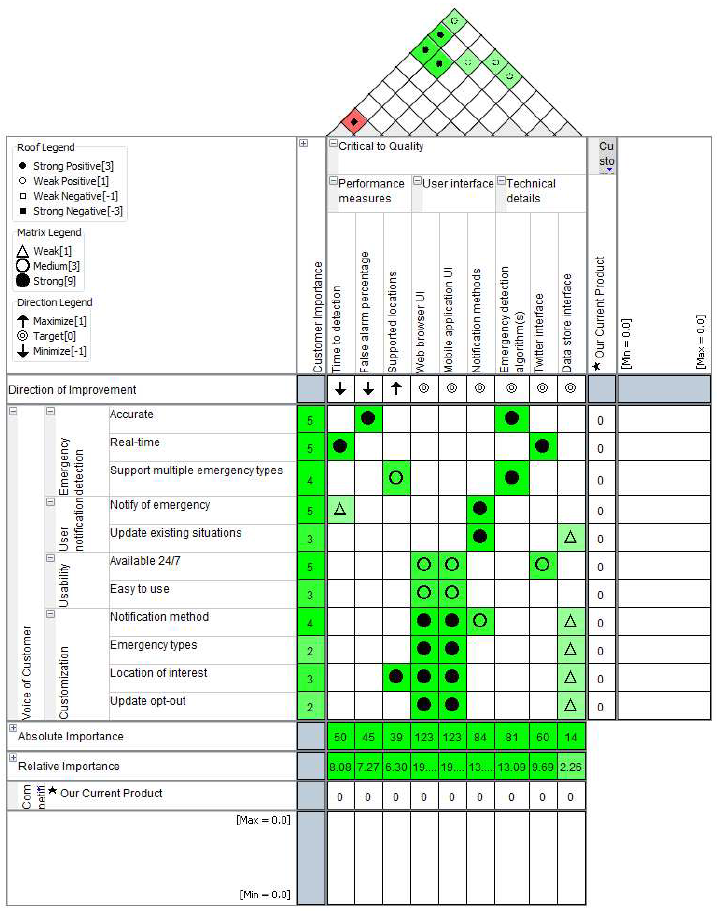 Roof Legend
Strong Positive[3]
Weak Positive[1]
Weak Negative[-1]
Strong Negative[-3]
Matrix Legend
Weak[1]
Medium[3]
Strong[9]
Direction Legend
Maximize[1]
Target[0]
Minimize[-1]
Critical to Quality
Cu
sto
Performance
measures
User interface
Technical
details
Customer Importance
Time to detection
False alarm percentage
Supported locations
Web browser UI
Mobile application UI
Notification methods
Emergency detection
algorithm(s)
Twitter interface
Data store interface
Our Current Product
[Min = 0.0]
[Max = 0.0]
Direction of Improvement
Voice of Customer
Emergency
detection
Accurate 5 0
Real-time 5 0
Support multiple emergency types 4 0
User
notification
Notify of emergency 5 0
Update existing situations 3 0
Usability
Available 24/7 5 0
Easy to use 3 0
Customization
Notification method 4 0
Emergency types 2 0
Location of interest 3 0
Update opt-out 2 0
Absolute Importance 50 45 39 123 123 84 81 60 14
Relative Importance 8.08 7.27 6.30 19... 19... 13... 13.09 9.69 2.26
Com
Our Current Product 0 0 0 0 0 0 0 0 0
[Max = 0.0]
[Min = 0.0]